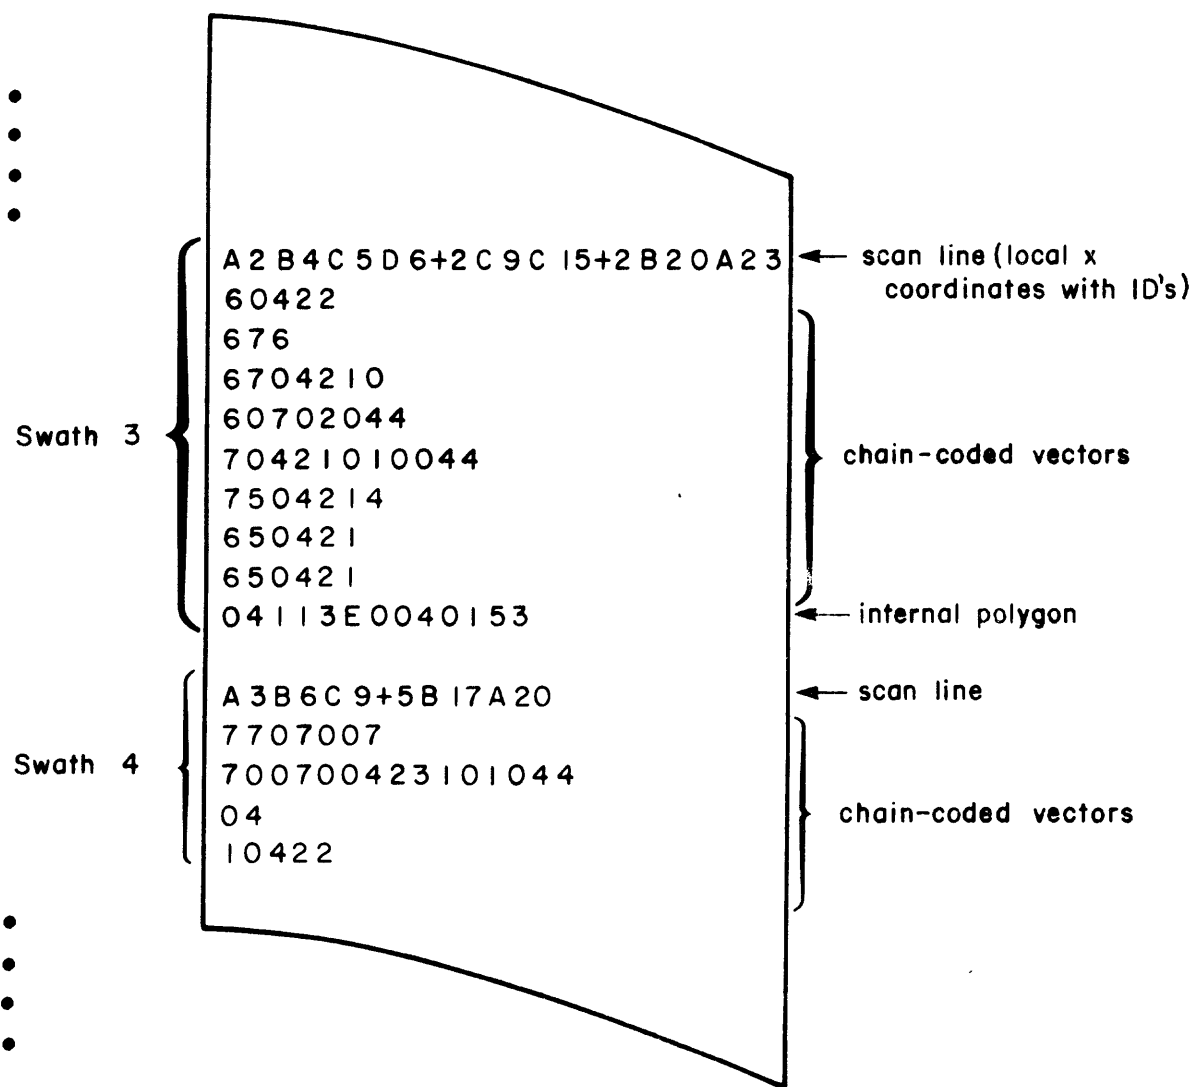 A2B4C5D6+2C9C15+2B20A23
scan line (local x
coordinates with ID's)
60422
676
6704210
60702044
Swath 3
70421010044
chain-coded vectors
7504214
650421
650421
04113E0040153
internal polygon
A3B6C9+5B17A20
scan line
7707007
Swath 4
700700423101044
04
chain-coded vectors
10422